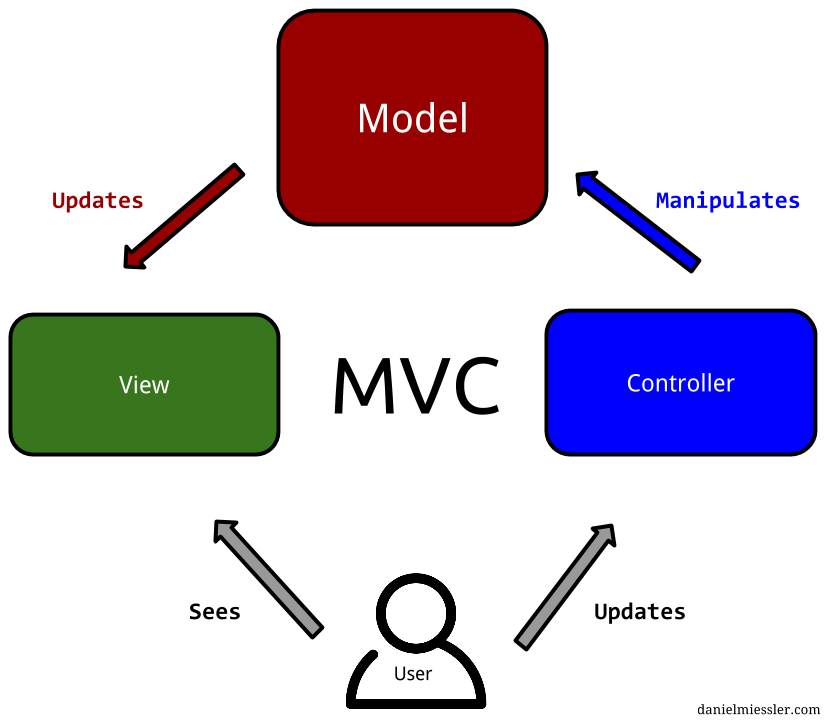 Model
Updates
Manipulates
View
MVC
Controller
Sees
Updates
User
danielmiessler.com